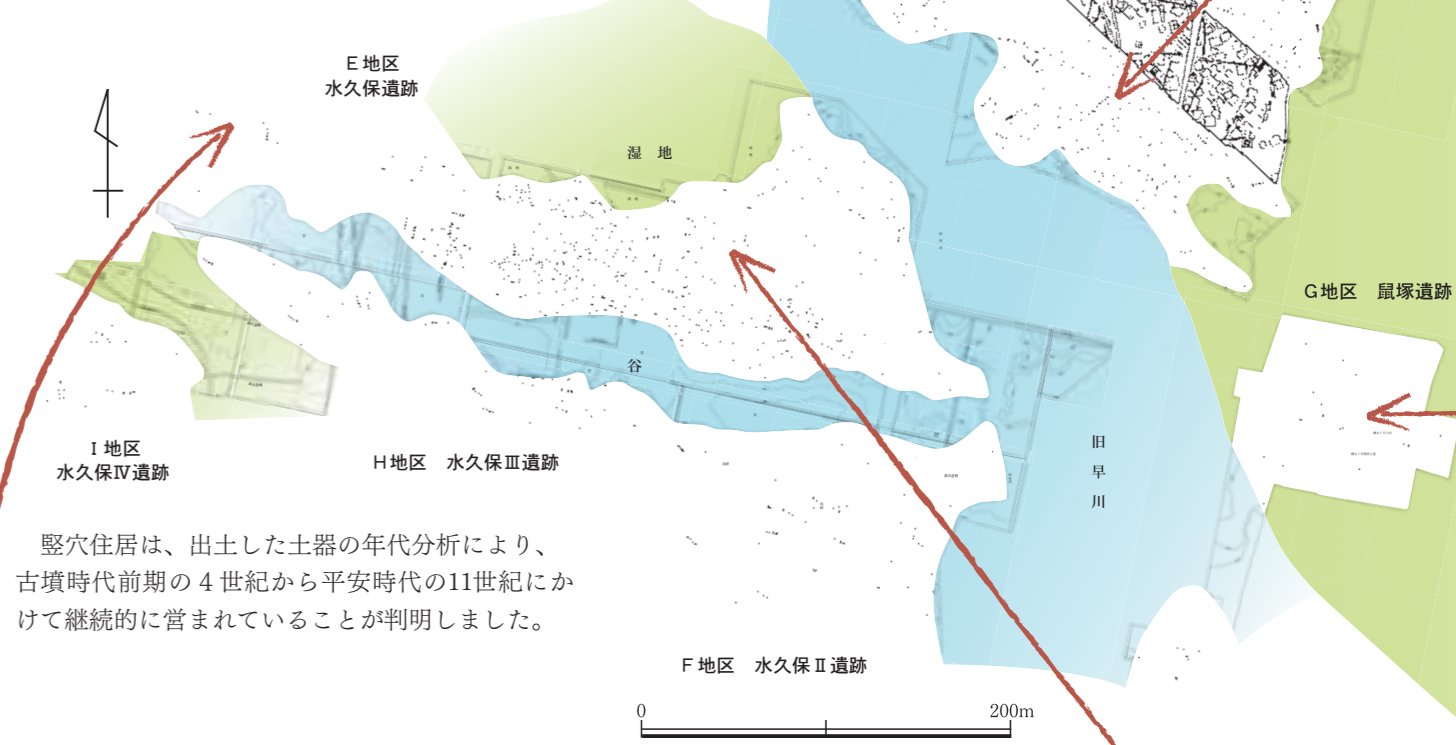 E地区
水久保遺跡
湿 地
G地区 鼠塚遺跡
谷
旧早川
I地区
水久保Ⅳ遺跡
H地区 水久保Ⅲ遺跡
竪穴住居は、出土した土器の年代分析により、
古墳時代前期の4世紀から平安時代の11世紀にか
けて継続的に営まれていることが判明しました。
F地区 水久保Ⅱ遺跡
0 200m